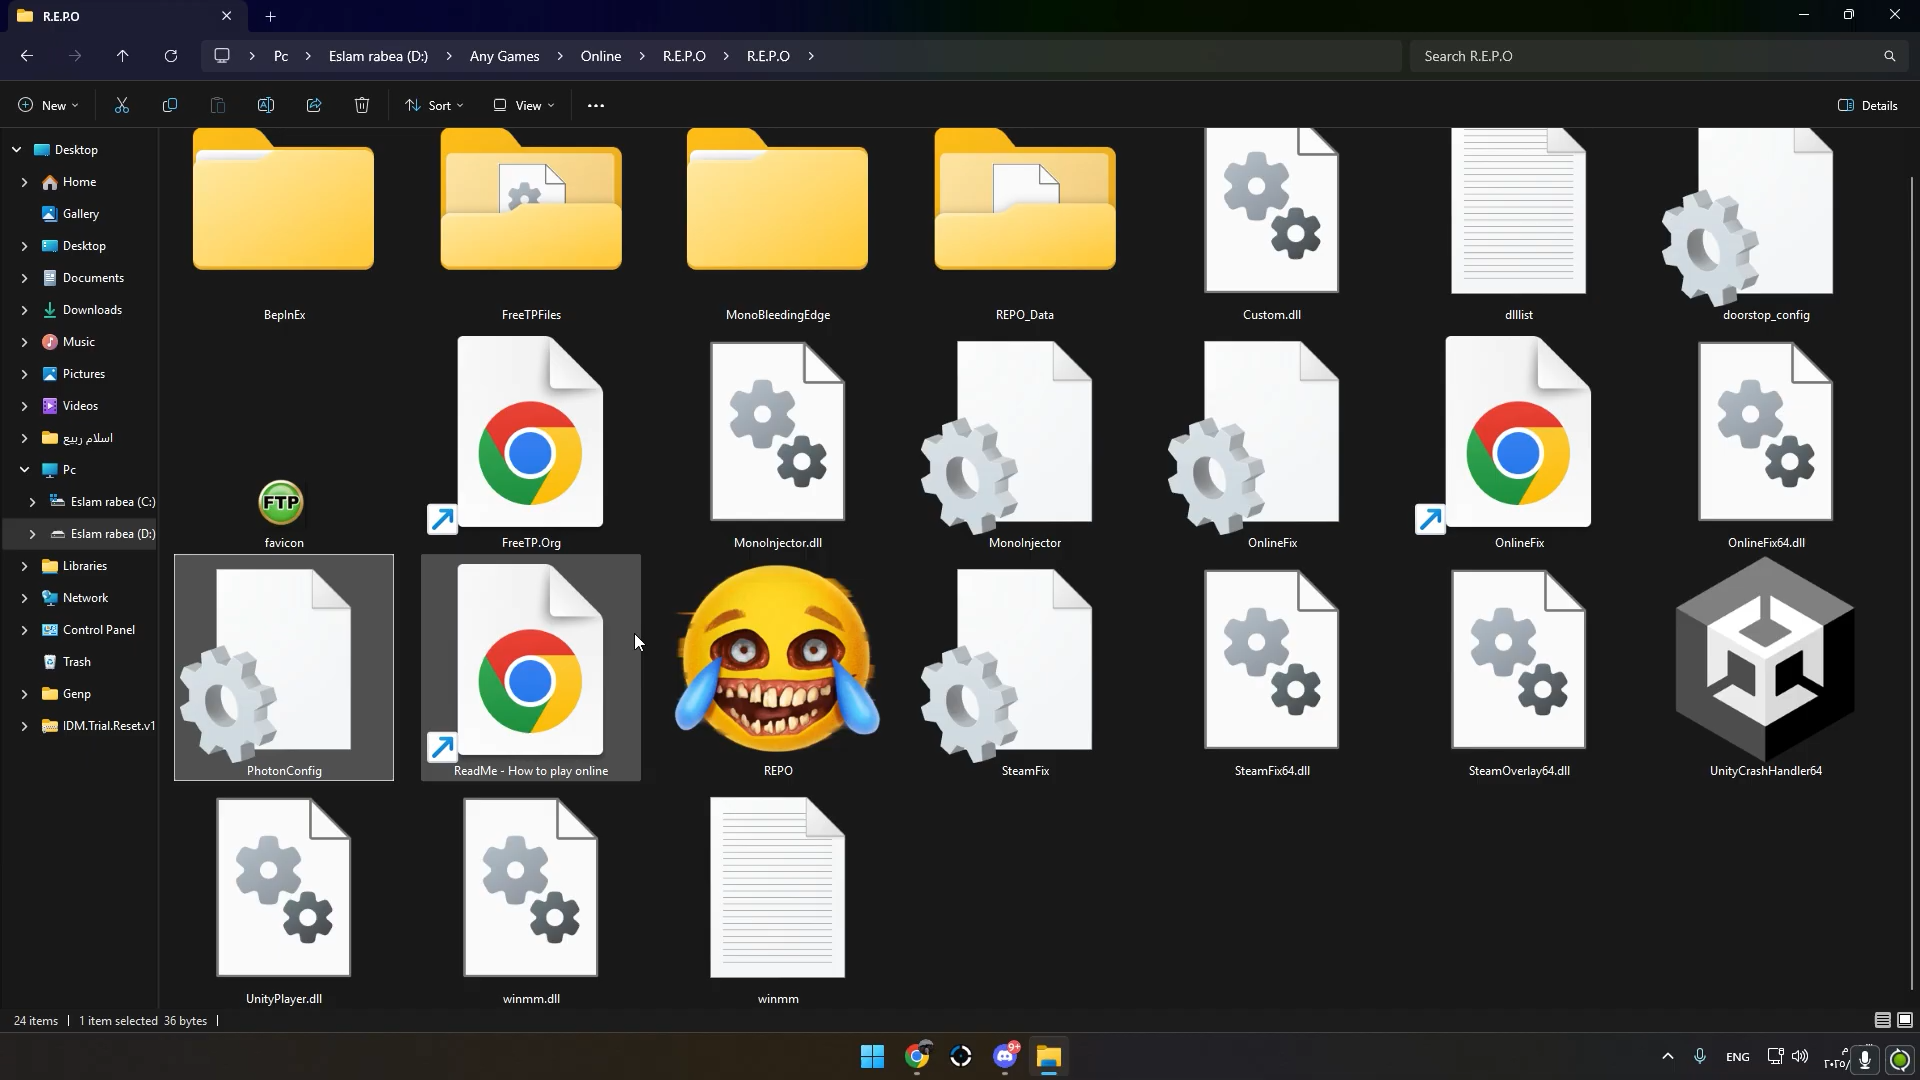 R.E.P.O
Pc
Eslam rabea (D:)
Any Games
Online
R.E.P.O
R.E.P.O
Search R.E.P.O
New
Sort
View
Details
Desktop
Home
Gallery
Desktop
Documents
Downloads
Music
Pictures
Videos
اسلام ربيع
Pc
Eslam rabea (C:)
Eslam rabea (D:)
Libraries
Network
Control Panel
Trash
Genp
IDM.Trial.Reset.v1
BepInEx
FreeTPFiles
MonoBleedingEdge
REPO_Data
Custom.dll
dlllist
doorstop_config
FTP
favicon
FreeTP.Org
MonoInjector.dll
MonoInjector
OnlineFix
OnlineFix
OnlineFix64.dll
PhotonConfig
ReadMe - How to play online
REPO
SteamFix
SteamFix64.dll
SteamOverlay64.dll
UnityCrashHandler64
UnityPlayer.dll
winmm.dll
winmm
24 items
1 item selected 36 bytes
9+
ENG